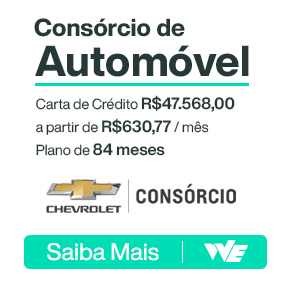 Consórcio de
Automóvel
Carta de Crédito R$47.568,00
a partir de R$630,77 / mês
Plano de 84 meses
CHEVROLET | CONSÓRCIO
Saiba Mais | WE